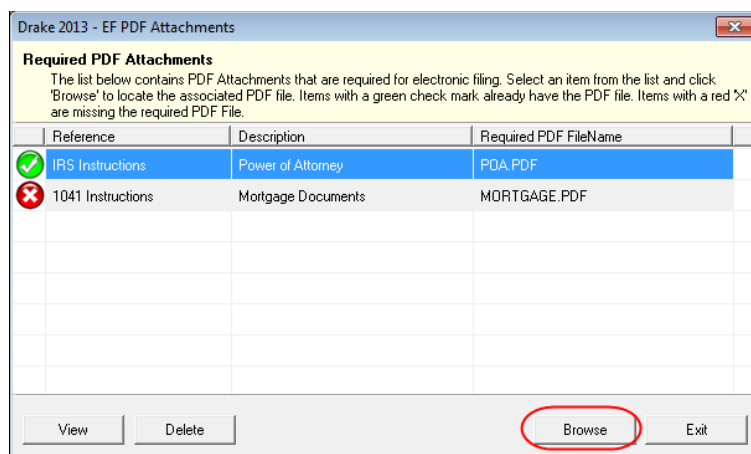 Drake 2013 - EF PDF Attachments
Required PDF Attachments
The list below contains PDF Attachments that are required for electronic filing. Select an item from the list and click
'Browse' to locate the associated PDF file. Items with a green check mark already have the PDF file. Items with a red 'X'
are missing the required PDF File.
Reference Description Required PDF FileName
IRS Instructions Power of Attorney POA.PDF
1041 Instructions Mortgage Documents MORTGAGE.PDF
View Delete Browse Exit